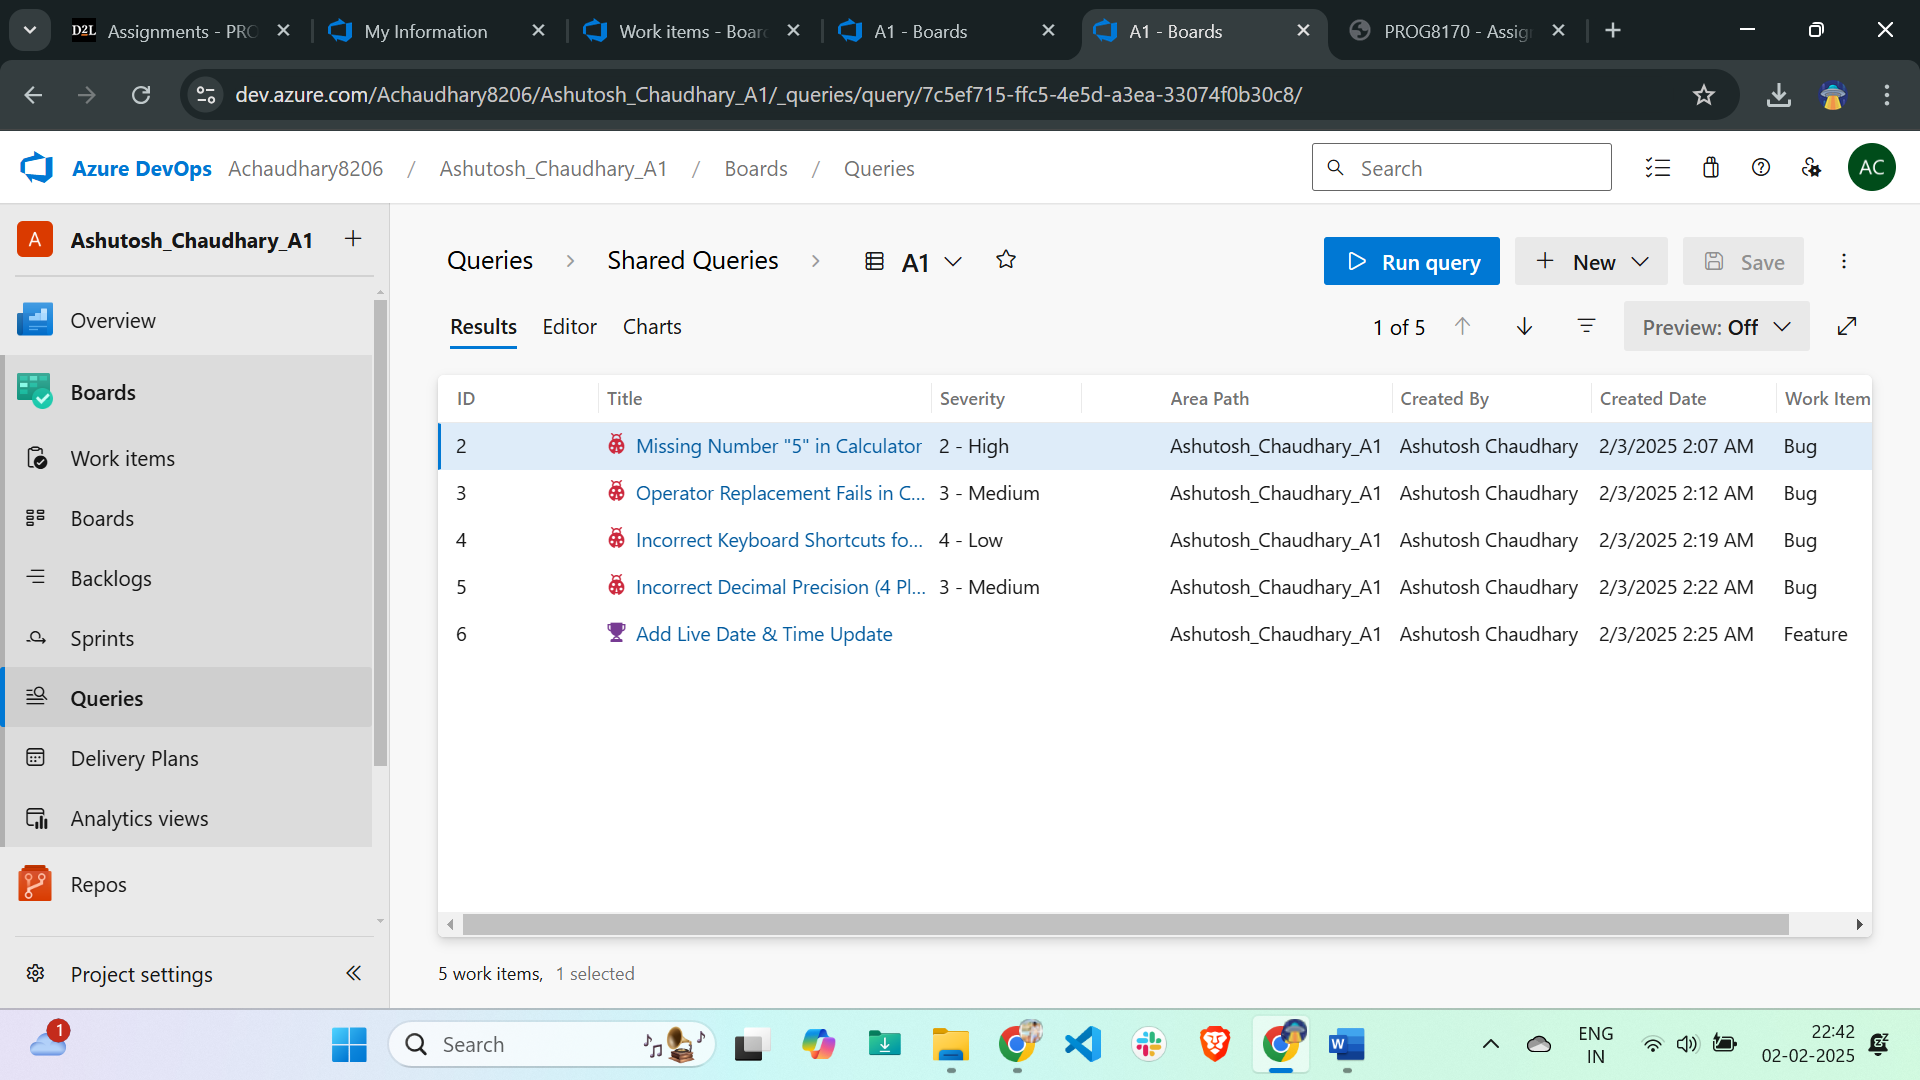 D2L Assignments - PRO
My Information
Work items - Boar
A1 - Boards
A1 - Boards
PROG8170 - Assig
dev.azure.com/Achaudhary8206/Ashutosh_Chaudhary_A1/_queries/query/7c5ef715-ffc5-4e5d-a3ea-33074f0b30c8/
Azure DevOps Achaudhary8206 / Ashutosh_Chaudhary_A1 / Boards / Queries
Search
AC
A Ashutosh_Chaudhary_A1
Overview
Boards
Work items
Boards
Backlogs
Sprints
Queries
Delivery Plans
Analytics views
Repos
Project settings
Queries > Shared Queries > A1
Run query
New
Save
Results Editor Charts
1 of 5
Preview: Off
ID Title Severity Area Path Created By Created Date Work Item
2 Missing Number "5" in Calculator 2 - High Ashutosh_Chaudhary_A1 Ashutosh Chaudhary 2/3/2025 2:07 AM Bug
3 Operator Replacement Fails in C... 3 - Medium Ashutosh_Chaudhary_A1 Ashutosh Chaudhary 2/3/2025 2:12 AM Bug
4 Incorrect Keyboard Shortcuts fo... 4 - Low Ashutosh_Chaudhary_A1 Ashutosh Chaudhary 2/3/2025 2:19 AM Bug
5 Incorrect Decimal Precision (4 Pl... 3 - Medium Ashutosh_Chaudhary_A1 Ashutosh Chaudhary 2/3/2025 2:22 AM Bug
6 Add Live Date & Time Update Ashutosh_Chaudhary_A1 Ashutosh Chaudhary 2/3/2025 2:25 AM Feature
5 work items, 1 selected
1
Search
W
ENG
IN
22:42
02-02-2025